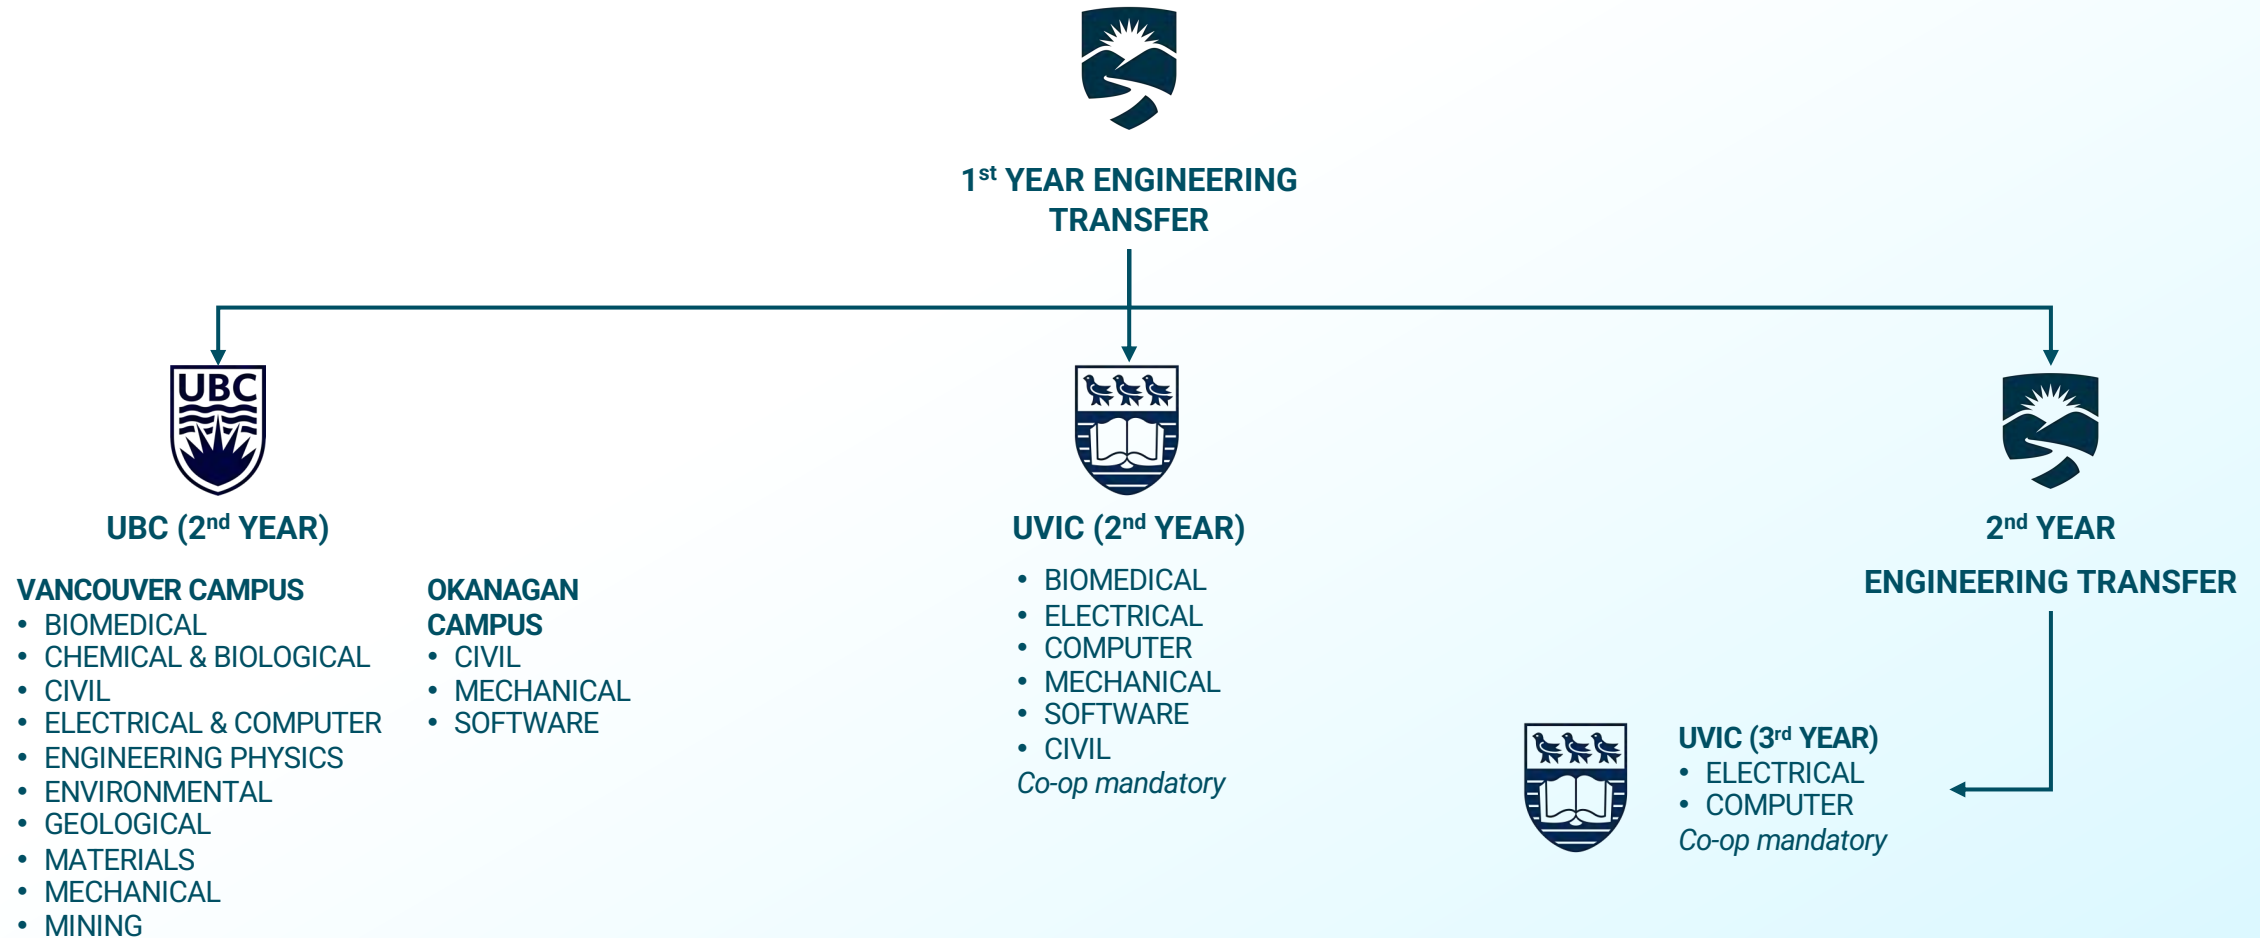 1st YEAR ENGINEERING
TRANSFER
UBC
UBC (2nd YEAR)
VANCOUVER CAMPUS
• BIOMEDICAL
• CHEMICAL & BIOLOGICAL
• CIVIL
• ELECTRICAL & COMPUTER
• ENGINEERING PHYSICS
• ENVIRONMENTAL
• GEOLOGICAL
• MATERIALS
• MECHANICAL
• MINING
OKANAGAN
CAMPUS
• CIVIL
• MECHANICAL
• SOFTWARE
UVIC (2nd YEAR)
• BIOMEDICAL
• ELECTRICAL
• COMPUTER
• MECHANICAL
• SOFTWARE
• CIVIL
Co-op mandatory
2nd YEAR
ENGINEERING TRANSFER
UVIC (3rd YEAR)
• ELECTRICAL
• COMPUTER
Co-op mandatory